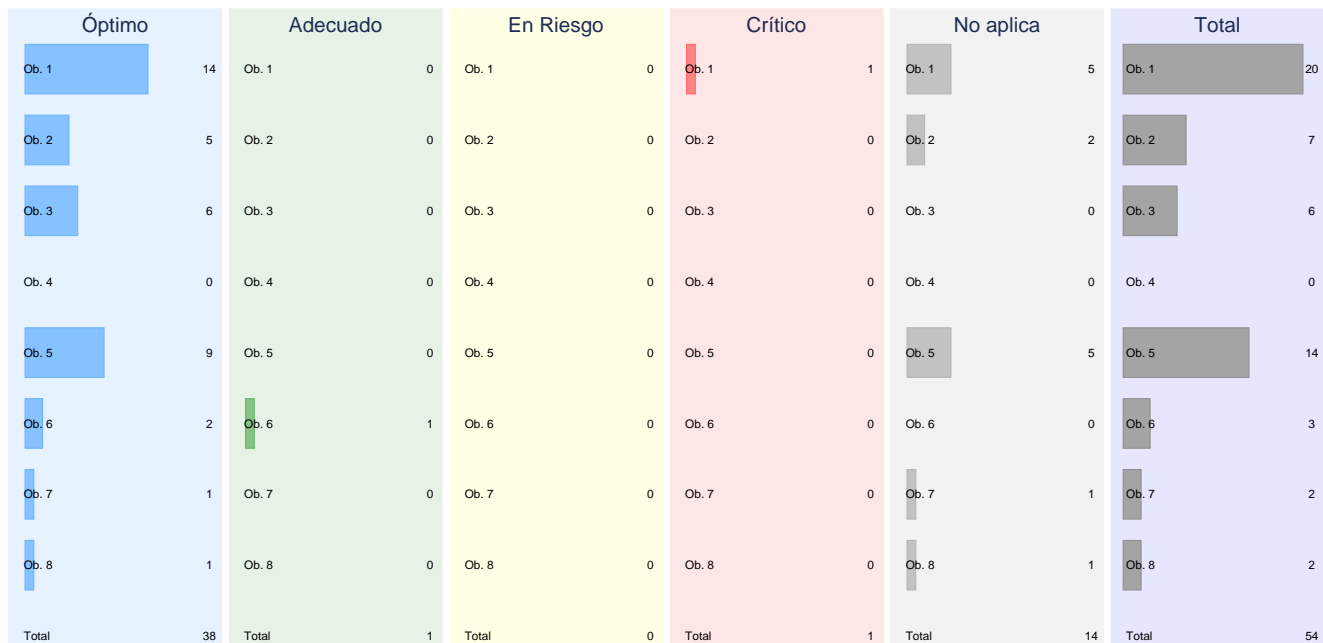 Óptimo Adecuado En Riesgo Crítico No aplica Total
Ob. 1 14 Ob. 1 0 Ob. 1 0 Ob. 1 1 Ob. 1 5 Ob. 1 20
Ob. 2 5 Ob. 2 0 Ob. 2 0 Ob. 2 0 Ob. 2 2 Ob. 2 7
Ob. 3 6 Ob. 3 0 Ob. 3 0 Ob. 3 0 Ob. 3 0 Ob. 3 6
Ob. 4 0 Ob. 4 0 Ob. 4 0 Ob. 4 0 Ob. 4 0 Ob. 4 0
Ob. 5 9 Ob. 5 0 Ob. 5 0 Ob. 5 0 Ob. 5 5 Ob. 5 14
Ob. 6 2 Ob. 6 1 Ob. 6 0 Ob. 6 0 Ob. 6 0 Ob. 6 3
Ob. 7 1 Ob. 7 0 Ob. 7 0 Ob. 7 0 Ob. 7 1 Ob. 7 2
Ob. 8 1 Ob. 8 0 Ob. 8 0 Ob. 8 0 Ob. 8 1 Ob. 8 2
Total 38 Total 1 Total 0 Total 1 Total 14 Total 54